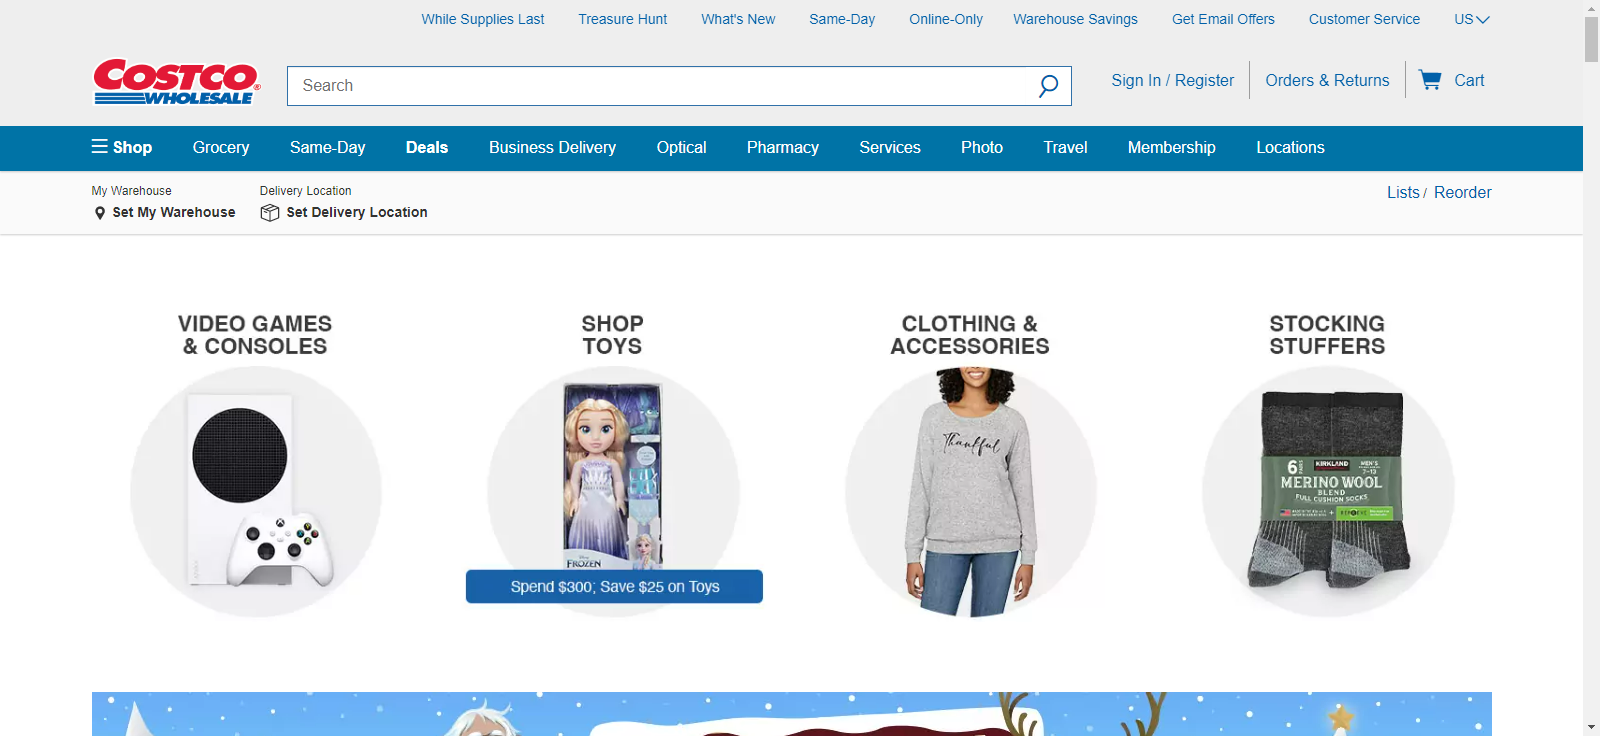 While Supplies Last Treasure Hunt What's New Same-Day Online-Only Warehouse Savings Get Email Offers Customer Service US
COSTCO
WHOLESALE
Search
Sign In / Register
Orders & Returns
Cart
Shop Grocery Same-Day Deals Business Delivery Optical Pharmacy Services Photo Travel Membership Locations
My Warehouse
Set My Warehouse
Delivery Location
Set Delivery Location
Lists / Reorder
VIDEO GAMES
& CONSOLES
SHOP
TOYS
FROZEN
Spend $300; Save $25 on Toys
CLOTHING &
ACCESSORIES
Thankful
STOCKING
STUFFERS
6
KIRKLAND
MEN'S
7-13
MERINO WOOL
BLEND
FULL CUSHION SOCKS